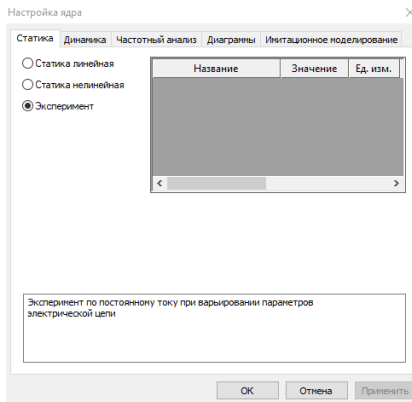 Настройка ядра
Статика Динамика Частотный анализ Диаграммы Имитационное моделирование
Статика линейная
Статика нелинейная
Эксперимент
Название Значение Ед. изм.
Эксперимент по постоянному току при варьировании параметров
электрической цепи
OK Отмена Применить